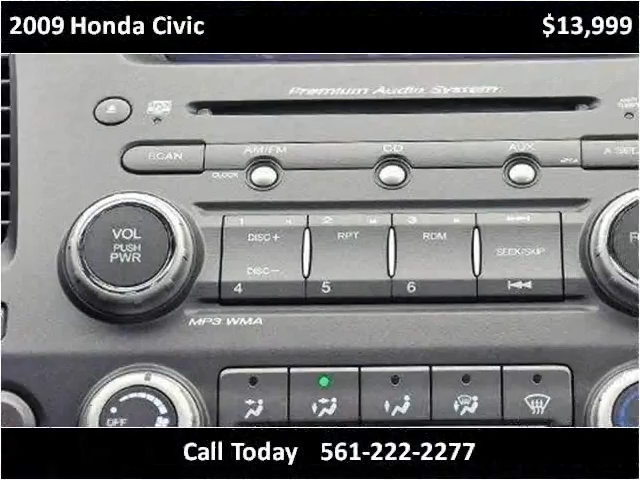 2009 Honda Civic $13,999
Premium Audio System
SCAN AM/FM CD AUX A.SEL
CLOCK
VOL
PUSH
PWR
1 2 3
DISC+ RPT RDM SEEK/SKIP
DISC−
4 5 6
MP3 WMA
OFF
Call Today 561-222-2277